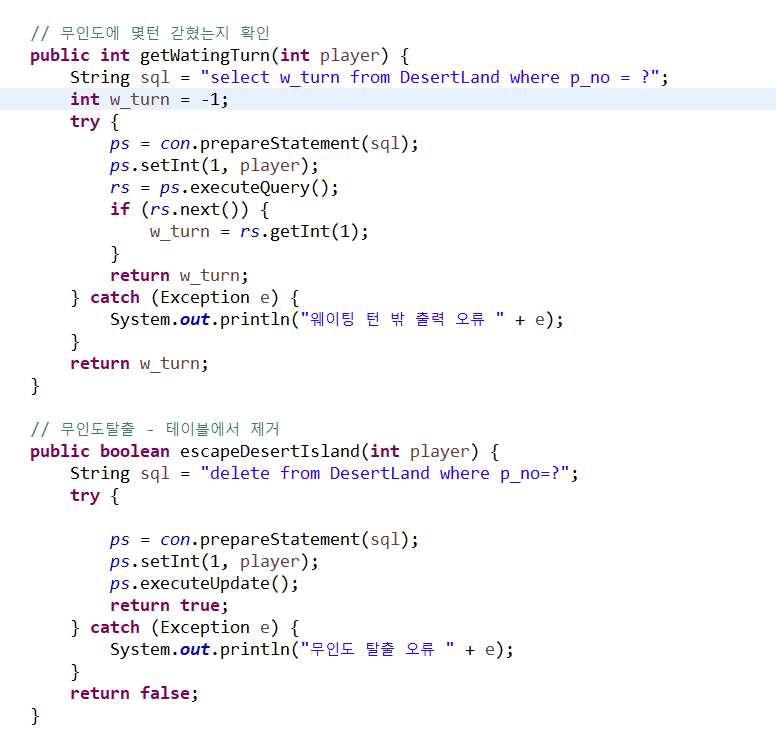 // 무인도에 몇턴 갇혔는지 확인
public int getWatingTurn(int player) {
    String sql = "select w_turn from DesertLand where p_no = ?";
    int w_turn = -1;
    try {
        ps = con.prepareStatement(sql);
        ps.setInt(1, player);
        rs = ps.executeQuery();
        if (rs.next()) {
            w_turn = rs.getInt(1);
        }
        return w_turn;
    } catch (Exception e) {
        System.out.println("웨이팅 턴 밖 출력 오류 " + e);
    }
    return w_turn;
}

// 무인도탈출 - 테이블에서 제거
public boolean escapeDesertIsland(int player) {
    String sql = "delete from DesertLand where p_no=?";
    try {

        ps = con.prepareStatement(sql);
        ps.setInt(1, player);
        ps.executeUpdate();
        return true;
    } catch (Exception e) {
        System.out.println("무인도 탈출 오류 " + e);
    }
    return false;
}